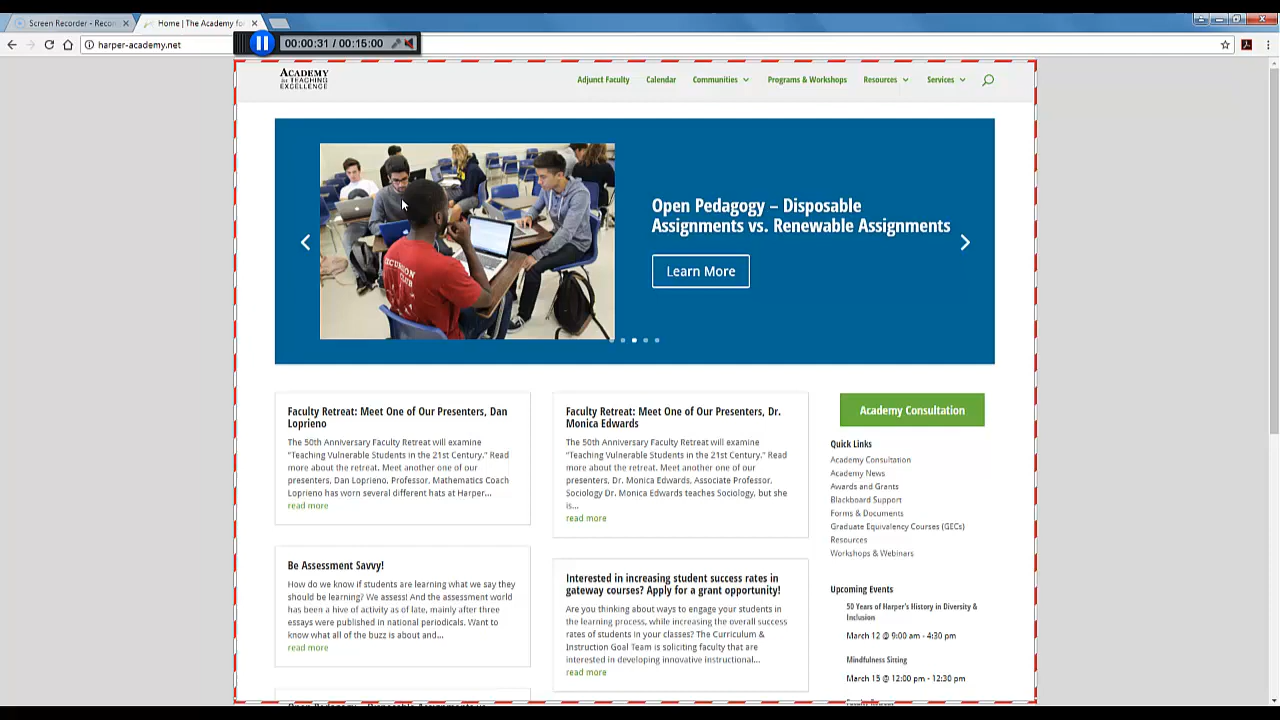 Screen Recorder - Recor
Home | The Academy fo
harper-academy.net
00:00:31 / 00:15:00
ACADEMY
for TEACHING
EXCELLENCE
Adjunct Faculty
Calendar
Communities
Programs & Workshops
Resources
Services
EXCURSION
CLUB
Open Pedagogy – Disposable
Assignments vs. Renewable Assignments
Learn More
Faculty Retreat: Meet One of Our Presenters, Dan
Loprieno
The 50th Anniversary Faculty Retreat will examine
"Teaching Vulnerable Students in the 21st Century." Read
more about the retreat. Meet another one of our
presenters, Dan Loprieno, Professor, Mathematics Coach
Loprieno has worn several different hats at Harper...
read more
Be Assessment Savvy!
How do we know if students are learning what we say they
should be learning? We assess! And the assessment world
has been a hive of activity as of late, mainly after three
essays were published in national periodicals. Want to
know what all of the buzz is about and...
read more
Faculty Retreat: Meet One of Our Presenters, Dr.
Monica Edwards
The 50th Anniversary Faculty Retreat will examine
"Teaching Vulnerable Students in the 21st Century." Read
more about the retreat. Meet another one of our
presenters, Dr. Monica Edwards, Associate Professor,
Sociology Dr. Monica Edwards teaches Sociology, but she
is...
read more
Interested in increasing student success rates in
gateway courses? Apply for a grant opportunity!
Are you thinking about ways to engage your students in
the learning process, while increasing the overall success
rates of students in your classes? The Curriculum &
Instruction Goal Team is soliciting faculty that are
interested in developing innovative instructional...
read more
Academy Consultation
Quick Links
Academy Consultation
Academy News
Awards and Grants
Blackboard Support
Forms & Documents
Graduate Equivalency Courses (GECs)
Resources
Workshops & Webinars
Upcoming Events
50 Years of Harper's History in Diversity &
Inclusion
March 12 @ 9:00 am - 4:30 pm
Mindfulness Sitting
March 15 @ 12:00 pm - 12:30 pm